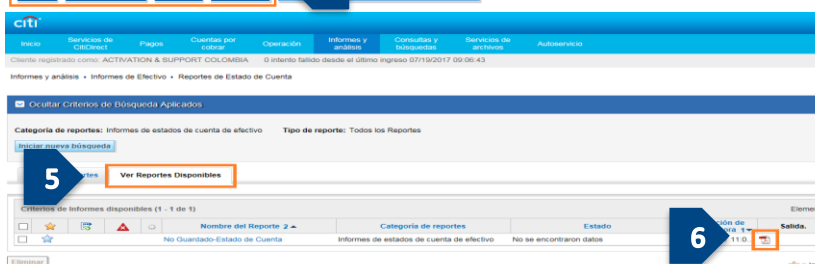 citi
Inicio Servicios de CitiDirect Pagos Cuentas por cobrar Operación Informes y análisis Consultas y búsquedas Servicios de archivos Autoservicio
Cliente registrado como: ACTIVATION & SUPPORT COLOMBIA 0 intento fallido desde el último ingreso 07/19/2017 09:06:43
Informes y análisis • Informes de Efectivo • Reportes de Estado de Cuenta
Ocultar Criterios de Búsqueda Aplicados
Categoría de reportes: Informes de estados de cuenta de efectivo Tipo de reporte: Todos los Reportes
Iniciar nueva búsqueda
5 Ver Reportes Disponibles
Criterios de Informes disponibles (1 - 1 de 1)
Nombre del Reporte 2 Categoría de reportes Estado 1 Salida.
No Guardado-Estado de Cuenta Informes de estados de cuenta de efectivo No se encontraron datos 6
Eliminar